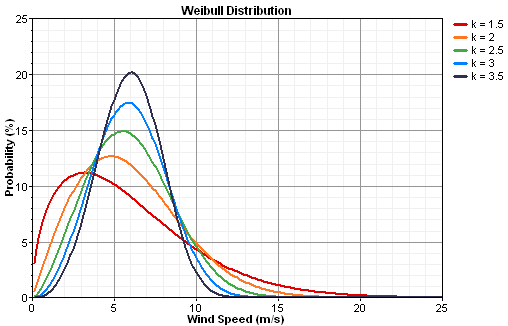 Weibull Distribution
25
20
15
10
5
0
Probability (%)
0 5 10 15 20 25
Wind Speed (m/s)
k = 1.5
k = 2
k = 2.5
k = 3
k = 3.5